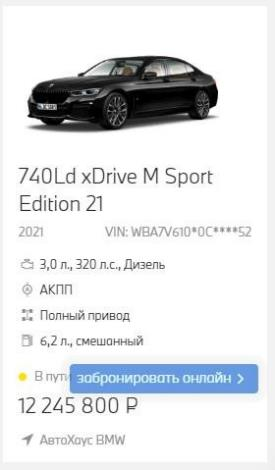 740Ld xDrive M Sport
Edition 21
2021 VIN: WBA7V610*0C****52
3,0 л., 320 л.с., Дизель
АКПП
Полный привод
6,2 л., смешанный
В пути
забронировать онлайн >
12 245 800 ₽
АвтоХаус BMW